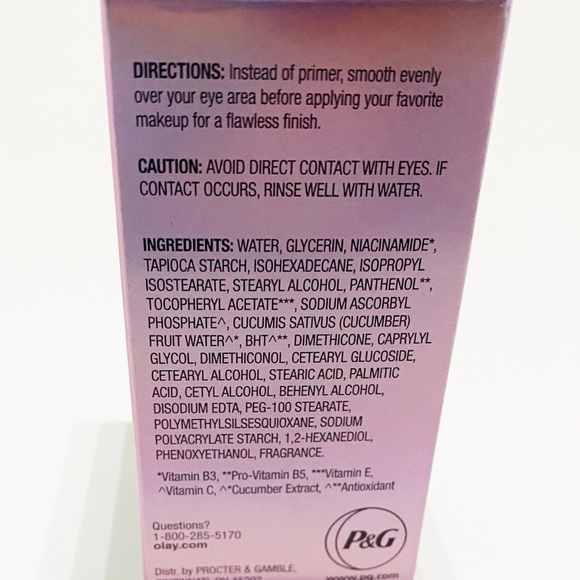 DIRECTIONS: Instead of primer, smooth evenly
over your eye area before applying your favorite
makeup for a flawless finish.
CAUTION: AVOID DIRECT CONTACT WITH EYES. IF
CONTACT OCCURS, RINSE WELL WITH WATER.
INGREDIENTS: WATER, GLYCERIN, NIACINAMIDE*,
TAPIOCA STARCH, ISOHEXADECANE, ISOPROPYL
ISOSTEARATE, STEARYL ALCOHOL, PANTHENOL**,
TOCOPHERYL ACETATE***, SODIUM ASCORBYL
PHOSPHATE^, CUCUMIS SATIVUS (CUCUMBER)
FRUIT WATER^*, BHT^**, DIMETHICONE, CAPRYLYL
GLYCOL, DIMETHICONOL, CETEARYL GLUCOSIDE,
CETEARYL ALCOHOL, STEARIC ACID, PALMITIC
ACID, CETYL ALCOHOL, BEHENYL ALCOHOL,
DISODIUM EDTA, PEG-100 STEARATE,
POLYMETHYLSILSESQUIOXANE, SODIUM
POLYACRYLATE STARCH, 1,2-HEXANEDIOL,
PHENOXYETHANOL, FRAGRANCE.
*Vitamin B3, **Pro-Vitamin B5, ***Vitamin E,
^Vitamin C, ^*Cucumber Extract, ^**Antioxidant
Questions?
1-800-285-5170
olay.com
P&G
Distr. by PROCTER & GAMBLE,
www.pg.com